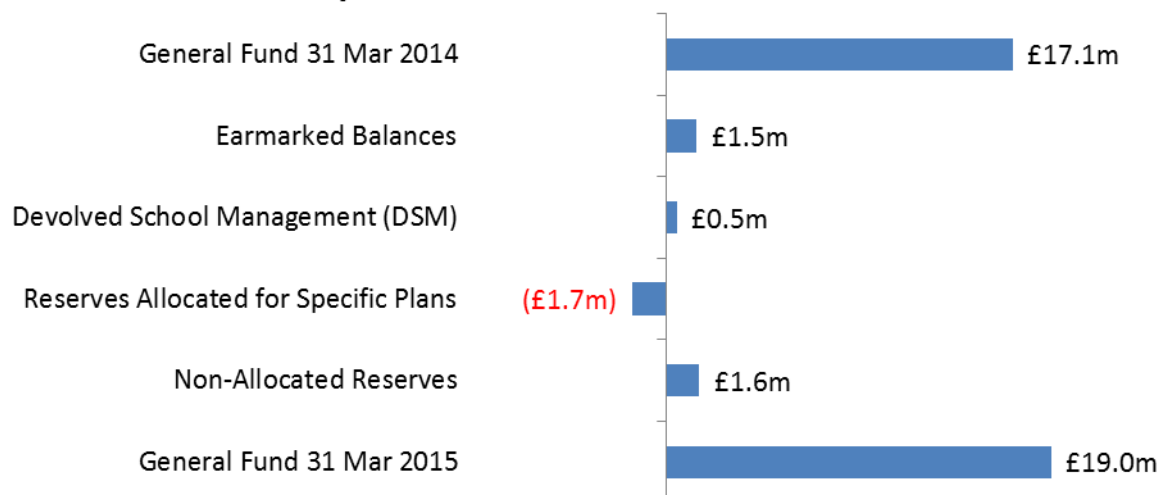 General Fund 31 Mar 2014 £17.1m
Earmarked Balances £1.5m
Devolved School Management (DSM) £0.5m
Reserves Allocated for Specific Plans (£1.7m)
Non-Allocated Reserves £1.6m
General Fund 31 Mar 2015 £19.0m